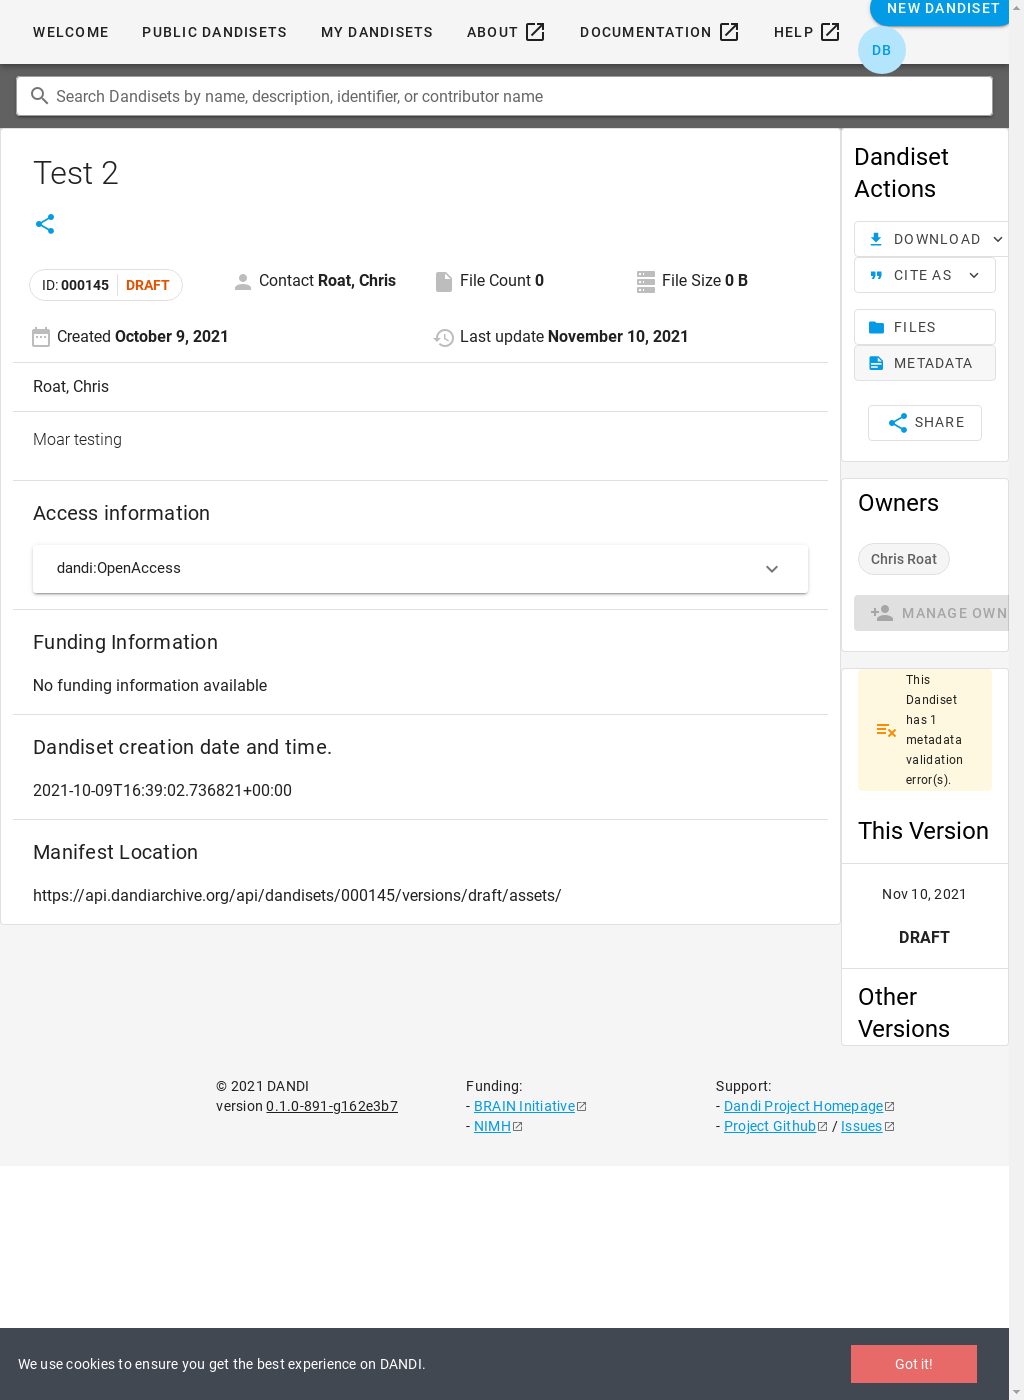 WELCOME PUBLIC DANDISETS MY DANDISETS ABOUT DOCUMENTATION HELP NEW DANDISET
DB
Search Dandisets by name, description, identifier, or contributor name
Test 2
ID: 000145 DRAFT Contact Roat, Chris File Count 0 File Size 0 B
Created October 9, 2021 Last update November 10, 2021
Roat, Chris
Moar testing
Access information
dandi:OpenAccess
Funding Information
No funding information available
Dandiset creation date and time.
2021-10-09T16:39:02.736821+00:00
Manifest Location
https://api.dandiarchive.org/api/dandisets/000145/versions/draft/assets/
Dandiset
Actions
DOWNLOAD
CITE AS
FILES
METADATA
SHARE
Owners
Chris Roat
MANAGE OWN
This
Dandiset
has 1
metadata
validation
error(s).
This Version
Nov 10, 2021
DRAFT
Other
Versions
© 2021 DANDI
version 0.1.0-891-g162e3b7
Funding:
- BRAIN Initiative
- NIMH
Support:
- Dandi Project Homepage
- Project Github / Issues
We use cookies to ensure you get the best experience on DANDI.
Got it!